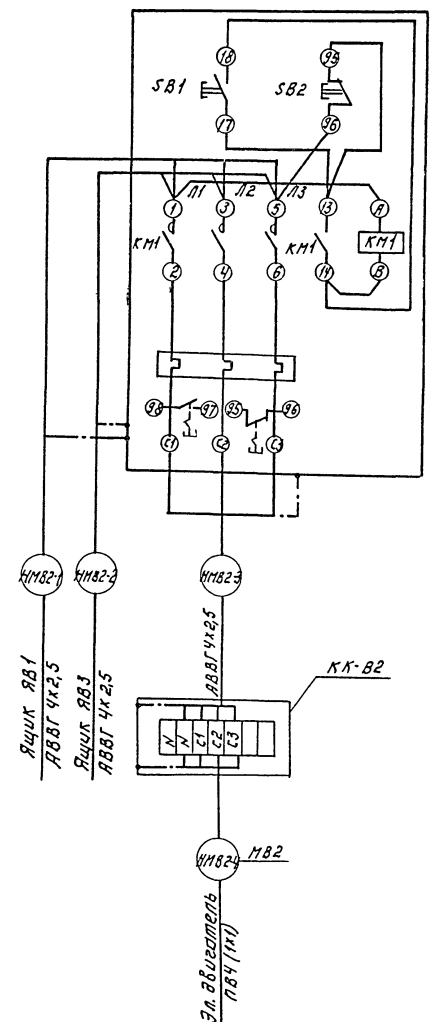 18
95
SB1
SB2
17
96
Л1
Л2
Л3
1
3
5
13
А
КМ1
КМ1
КМ1
2
4
6
14
В
98
97
95
96
С1
С2
С3
НМВ2-1
НМВ2-2
НМВ2-3
Ящик ЯВ1
АВВГ 4х2,5
Ящик ЯВ3
АВВГ 4х2,5
АВВГ 4х2,5
КК-В2
N
N
С1
С2
С3
НМВ2-4
МВ2
Эл. двигатель
ПВ4 (1х1)